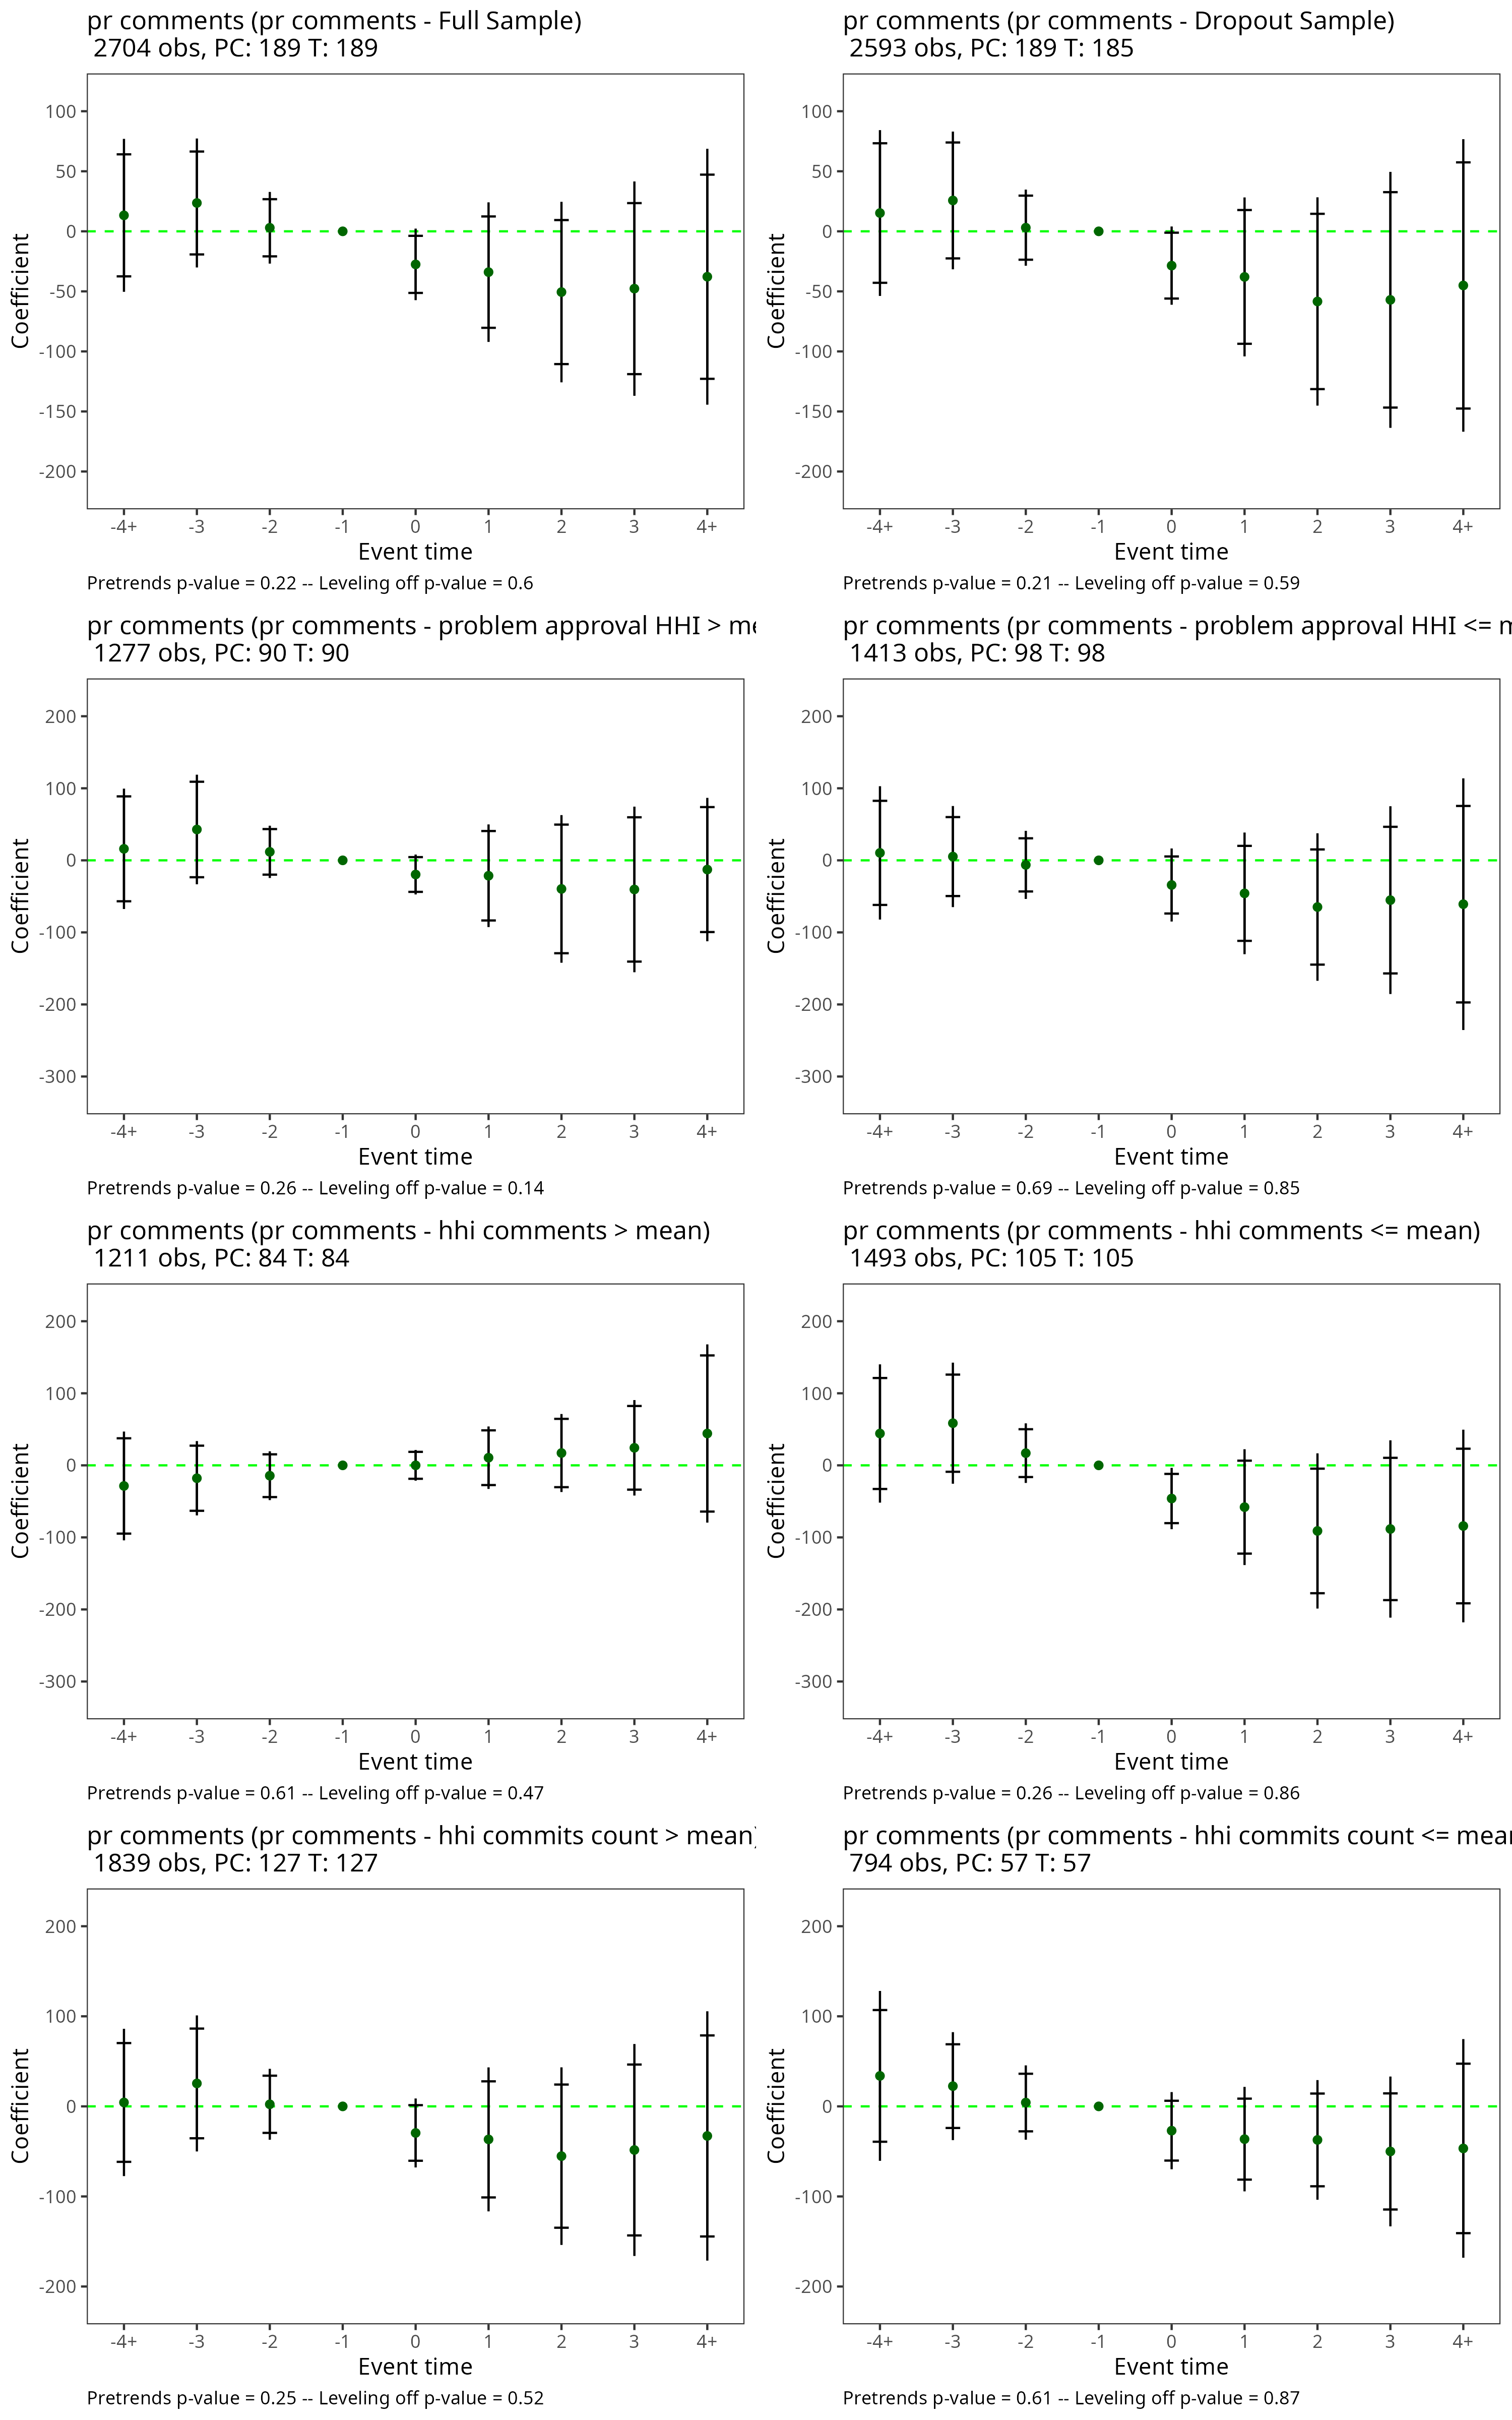 pr comments (pr comments - Full Sample)
2704 obs, PC: 189 T: 189
100
50
0
-50
-100
-150
-200
Coefficient
-4+ -3 -2 -1 0 1 2 3 4+
Event time
Pretrends p-value = 0.22 -- Leveling off p-value = 0.6
pr comments (pr comments - Dropout Sample)
2593 obs, PC: 189 T: 185
100
50
0
-50
-100
-150
-200
Coefficient
-4+ -3 -2 -1 0 1 2 3 4+
Event time
Pretrends p-value = 0.21 -- Leveling off p-value = 0.59
pr comments (pr comments - problem approval HHI >
1277 obs, PC: 90 T: 90
200
100
0
-100
-200
-300
Coefficient
-4+ -3 -2 -1 0 1 2 3 4+
Event time
Pretrends p-value = 0.26 -- Leveling off p-value = 0.14
pr comments (pr comments - problem approval HHI <=
1413 obs, PC: 98 T: 98
200
100
0
-100
-200
-300
Coefficient
-4+ -3 -2 -1 0 1 2 3 4+
Event time
Pretrends p-value = 0.69 -- Leveling off p-value = 0.85
pr comments (pr comments - hhi comments > mean)
1211 obs, PC: 84 T: 84
200
100
0
-100
-200
-300
Coefficient
-4+ -3 -2 -1 0 1 2 3 4+
Event time
Pretrends p-value = 0.61 -- Leveling off p-value = 0.47
pr comments (pr comments - hhi comments <= mean)
1493 obs, PC: 105 T: 105
200
100
0
-100
-200
-300
Coefficient
-4+ -3 -2 -1 0 1 2 3 4+
Event time
Pretrends p-value = 0.26 -- Leveling off p-value = 0.86
pr comments (pr comments - hhi commits count > mean)
1839 obs, PC: 127 T: 127
200
100
0
-100
-200
Coefficient
-4+ -3 -2 -1 0 1 2 3 4+
Event time
Pretrends p-value = 0.25 -- Leveling off p-value = 0.52
pr comments (pr comments - hhi commits count <=
794 obs, PC: 57 T: 57
200
100
0
-100
-200
Coefficient
-4+ -3 -2 -1 0 1 2 3 4+
Event time
Pretrends p-value = 0.61 -- Leveling off p-value = 0.87